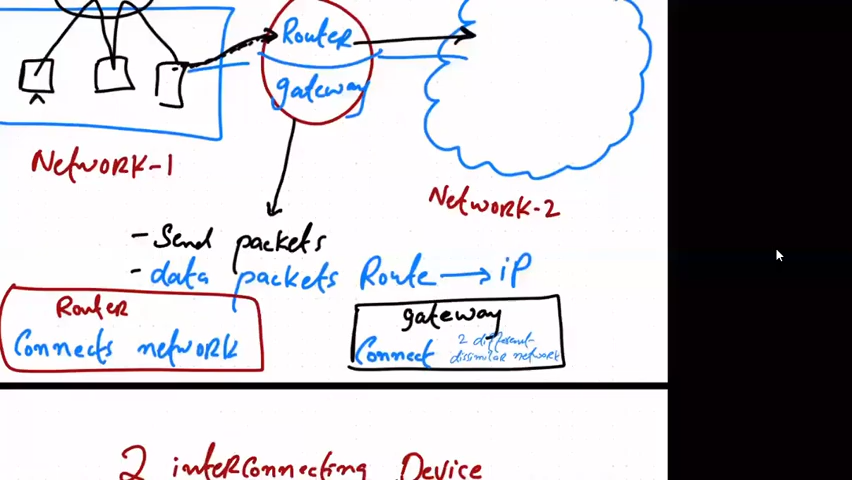 Router
gateway
Network-1
Network-2
- Send packets
- data packets Route → iP
Router
Connects network
gateway
Connect 2 different dissimilar network
2 interconnecting Device